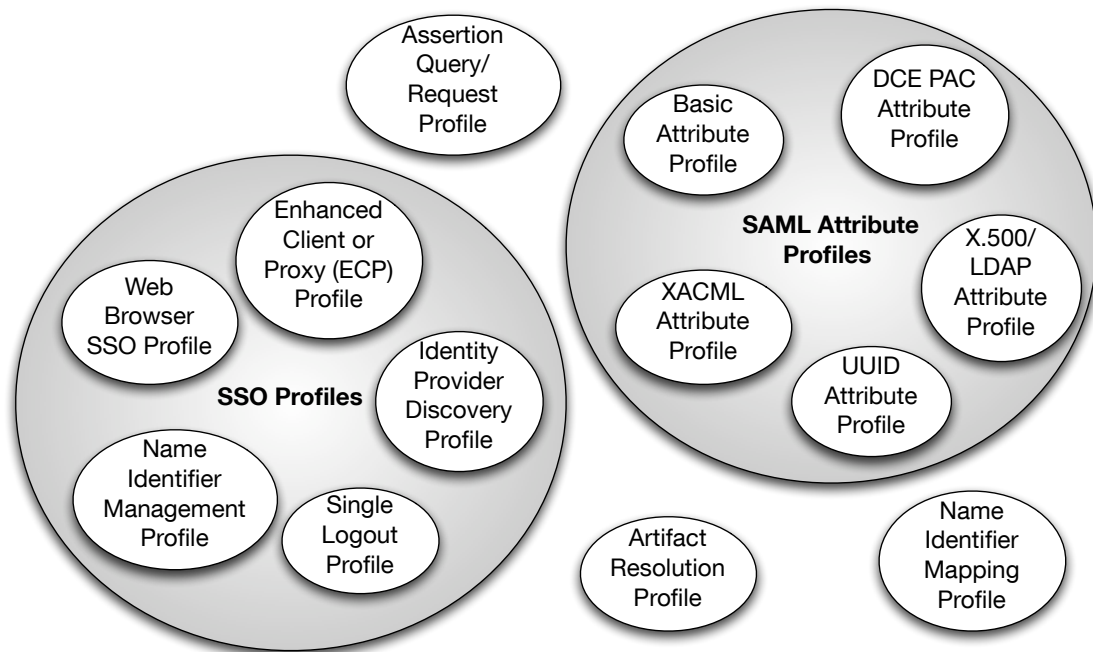 Assertion
Query/
Request
Profile
DCE PAC
Attribute
Profile
Basic
Attribute
Profile
SAML Attribute
Profiles
X.500/
LDAP
Attribute
Profile
XACML
Attribute
Profile
UUID
Attribute
Profile
Enhanced
Client or
Proxy (ECP)
Profile
Web
Browser
SSO Profile
Identity
Provider
Discovery
Profile
SSO Profiles
Name
Identifier
Management
Profile
Single
Logout
Profile
Artifact
Resolution
Profile
Name
Identifier
Mapping
Profile